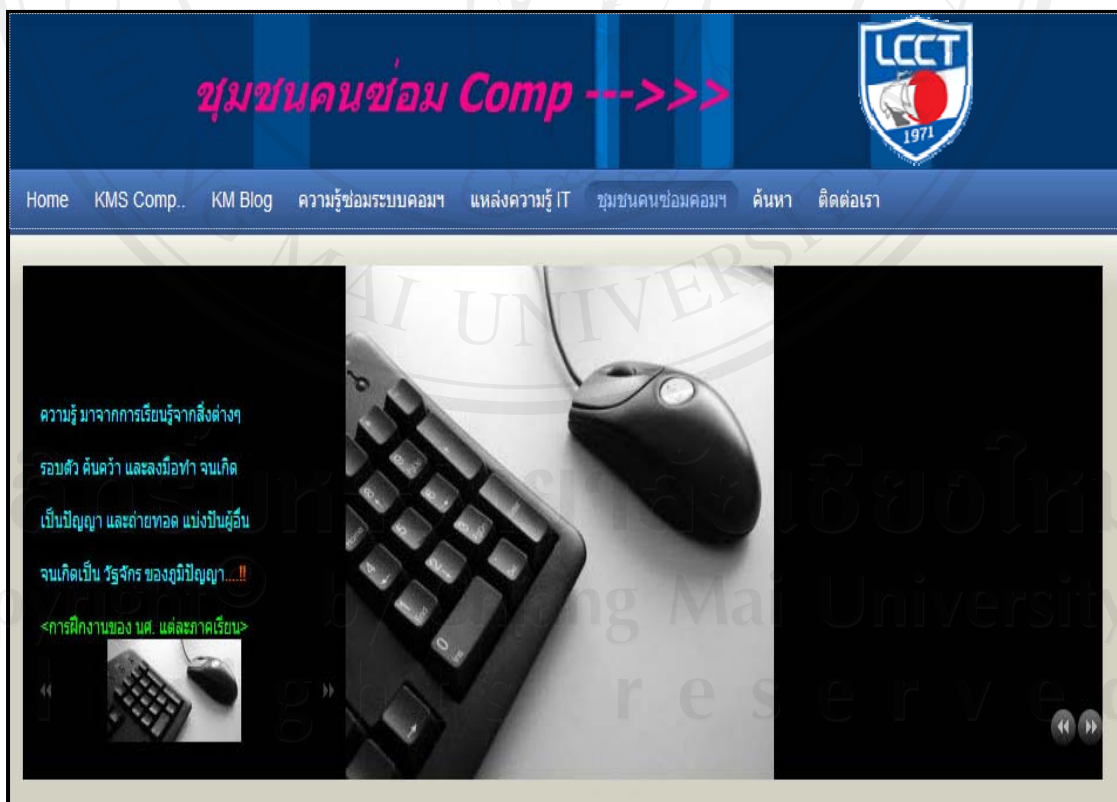 ชุมชนคนซ่อม Comp --->>>
LCCT
1971
Home KMS Comp.. KM Blog ความรู้ซ่อมระบบคอมฯ แหล่งความรู้ IT ชุมชนคนซ่อมคอมฯ ค้นหา ติดต่อเรา
MAI UNIVERSITY
ความรู้ มาจากการเรียนรู้จากสิ่งต่างๆ
รอบตัว ค้นคว้า และลงมือทำ จนเกิด
เป็นปัญญา และถ่ายทอด แบ่งปันผู้อื่น
จนเกิดเป็น วัฐจักร ของภูมิปัญญา....!!
<การฝึกงานของ นศ. แต่ละภาคเรียน>
by Chiang Mai University